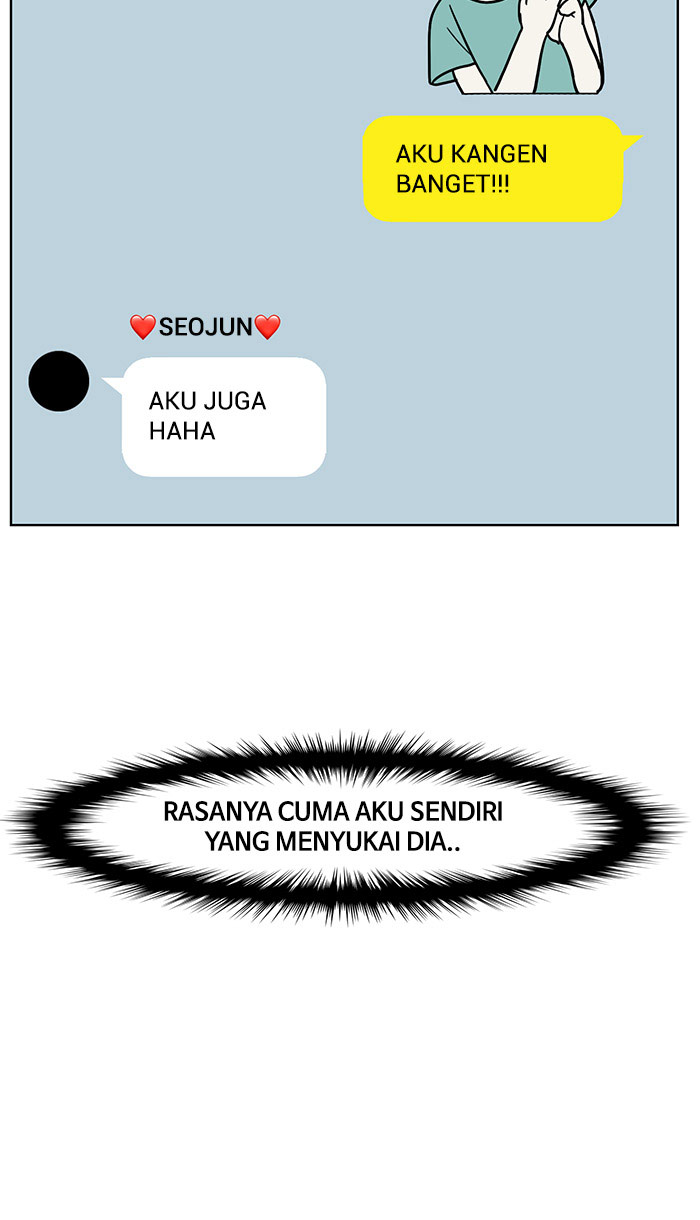 AKU KANGEN
BANGET!!!
❤️SEOJUN❤️
AKU JUGA
HAHA
RASANYA CUMA AKU SENDIRI
YANG MENYUKAI DIA..